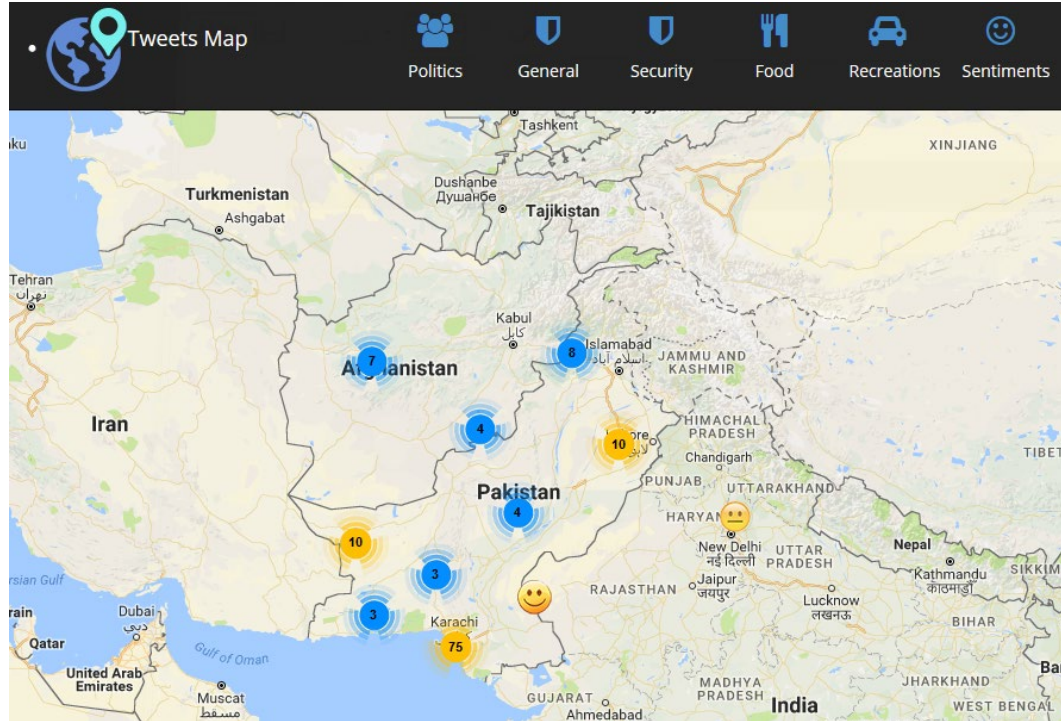 Tweets Map
Politics
General
Security
Food
Recreations
Sentiments
Tashkent
XINJIANG
Turkmenistan
Ashgabat
Dushanbe
Душанбе
Tajikistan
Tehran
تهران
Kabul
کابل
8
Islamabad
اسلام آباد
7
JAMMU AND
KASHMIR
Iran
4
10
HIMACHAL
PRADESH
Chandigarh
TIBET
PUNJAB
UTTARAKHAND
Pakistan
4
10
New Delhi
नई दिल्ली
UTTAR
PRADESH
Nepal
Kathmandu
काठमाडौं
SIKKIM
3
RAJASTHAN
Jaipur
जयपुर
Lucknow
लखनऊ
BIHAR
Dubai
دبي
3
Karachi
75
Qatar
Gulf of Oman
United Arab
Emirates
Muscat
مسقط
GUJARAT
Ahmedabad
MADHYA
PRADESH
India
JHARKHAND
WEST BENGAL